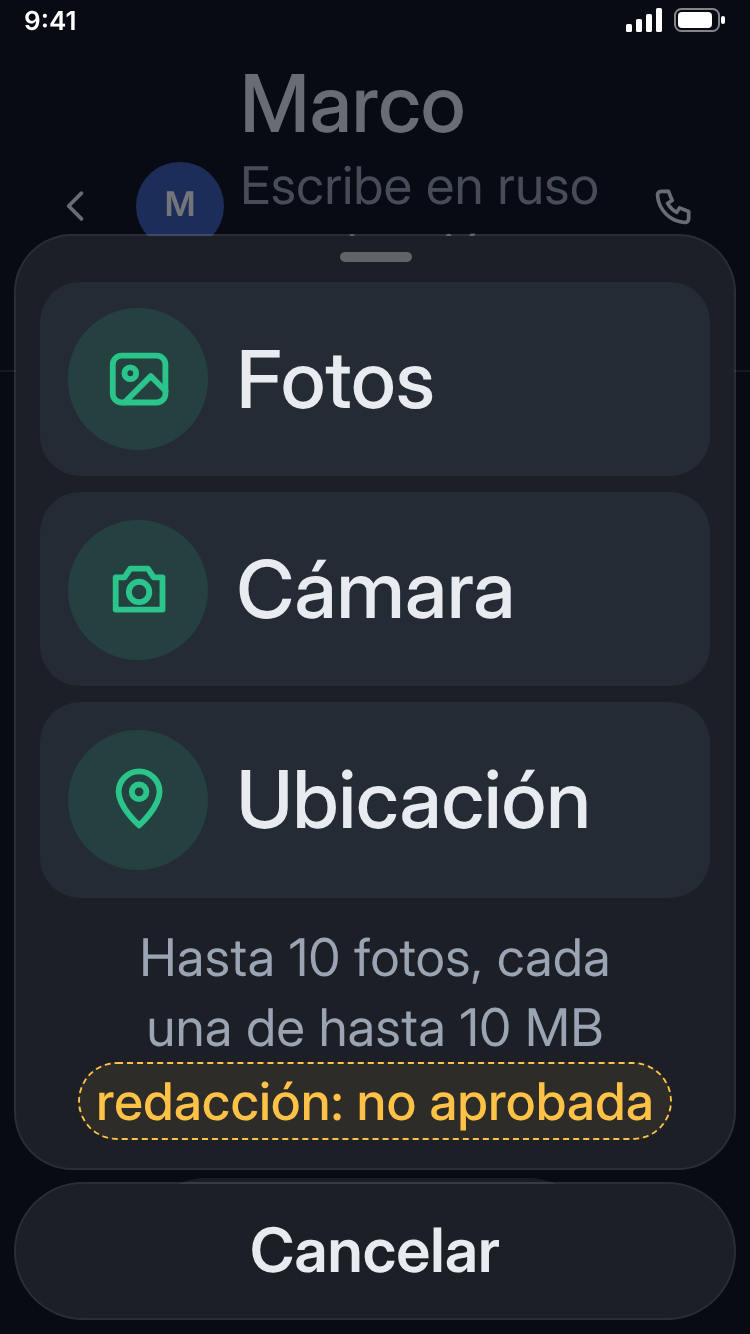 9:41
Marco
M
Escribe en ruso
Fotos
Cámara
Ubicación
Hasta 10 fotos, cada
una de hasta 10 MB
redacción: no aprobada
Cancelar